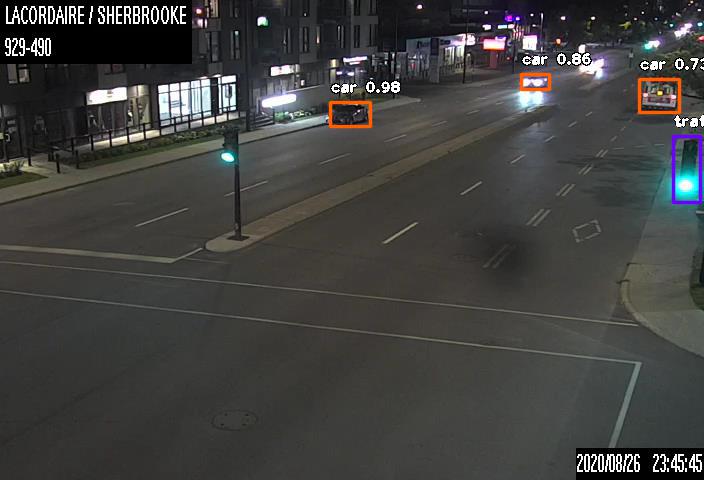 LACORDAIRE / SHERBROOKE
929-490
car 0.98
car 0.86
car 0.73
traf
2020/08/26 23:45:45